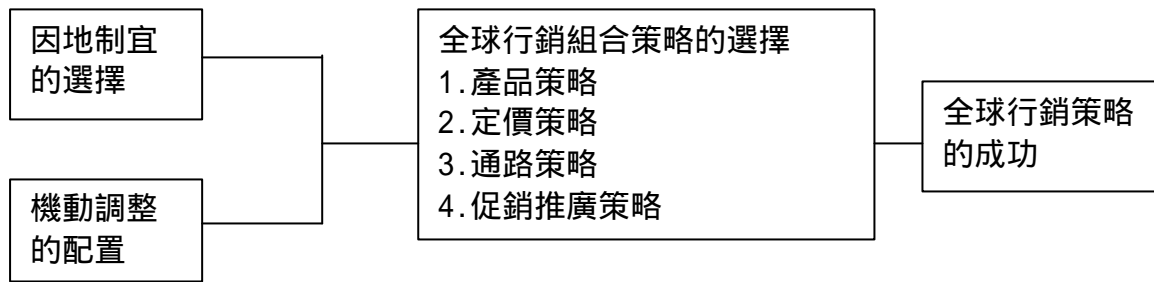 因地制宜
的選擇
機動調整
的配置
全球行銷組合策略的選擇
1.產品策略
2.定價策略
3.通路策略
4.促銷推廣策略
全球行銷策略
的成功